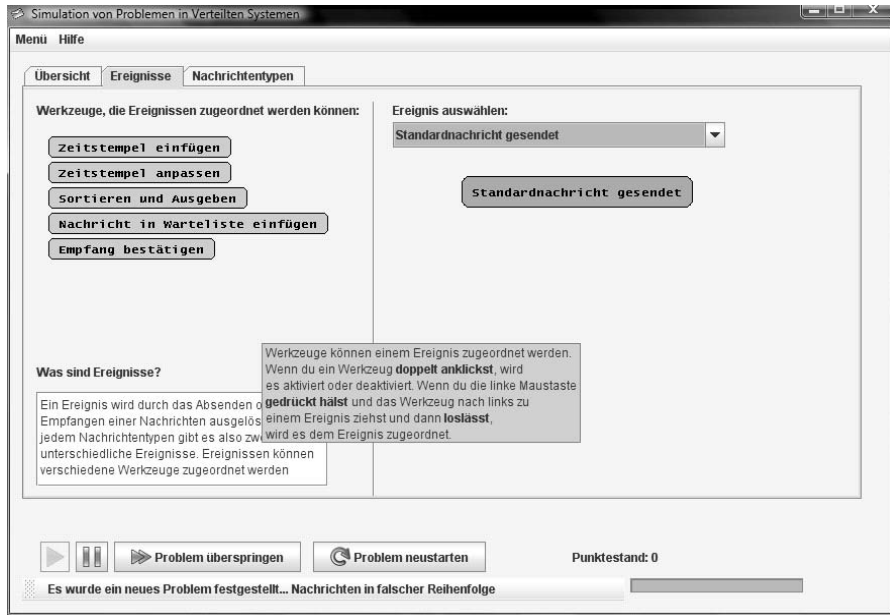 Simulation von Problemen in Verteilten Systemen
Menü Hilfe
Übersicht Ereignisse Nachrichtentypen
Werkzeuge, die Ereignissen zugeordnet werden können:
Zeitstempel einfügen
Zeitstempel anpassen
Sortieren und Ausgeben
Nachricht in Warteliste einfügen
Empfang bestätigen
Ereignis auswählen:
Standardnachricht gesendet
Standardnachricht gesendet
Werkzeuge können einem Ereignis zugeordnet werden.
Wenn du ein Werkzeug doppelt anklickst, wird
es aktiviert oder deaktiviert. Wenn du die linke Maustaste
gedrückt hälst und das Werkzeug nach links zu
einem Ereignis ziehst und dann loslässt,
wird es dem Ereignis zugeordnet.
Was sind Ereignisse?
Ein Ereignis wird durch das Absenden
Empfangen einer Nachrichten
jedem Nachrichtentypen gibt es also
unterschiedliche Ereignisse. Ereignissen können
verschiedene Werkzeuge zugeordnet werden
Problem überspringen
Problem neustarten
Punktestand: 0
Es wurde ein neues Problem festgestellt... Nachrichten in falscher Reihenfolge